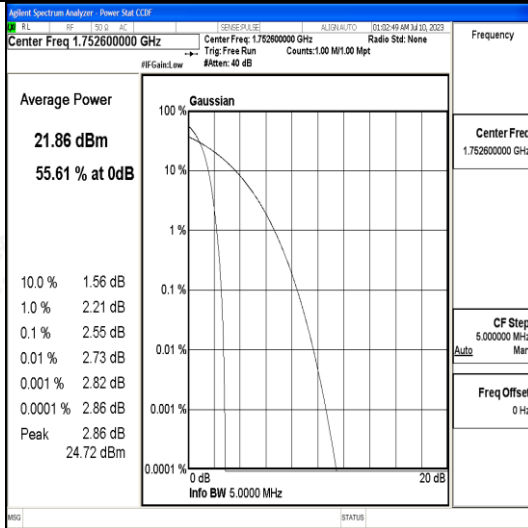 Agilent Spectrum Analyzer - Power Stat CCDF
RL RF 50 Ω AC SENSE:PULSE ALIGNAUTO 01:02:49 AM Jul 10, 2023
Center Freq 1.752600000 GHz
Center Freq: 1.752600000 GHz Radio Std: None
Trig: Free Run Counts:1.00 M/1.00 Mpt
#IFGain:Low #Atten: 40 dB
Frequency
Average Power
21.86 dBm
55.61 % at 0dB
10.0 % 1.56 dB
1.0 % 2.21 dB
0.1 % 2.55 dB
0.01 % 2.73 dB
0.001 % 2.82 dB
0.0001 % 2.86 dB
Peak 2.86 dB
24.72 dBm
Gaussian
100 %
10 %
1 %
0.1 %
0.01 %
0.001 %
0.0001 %
0 dB 20 dB
Info BW 5.0000 MHz
Center Freq
1.752600000 GHz
CF Step
5.000000 MHz
Auto Man
Freq Offset
0 Hz
MSG STATUS